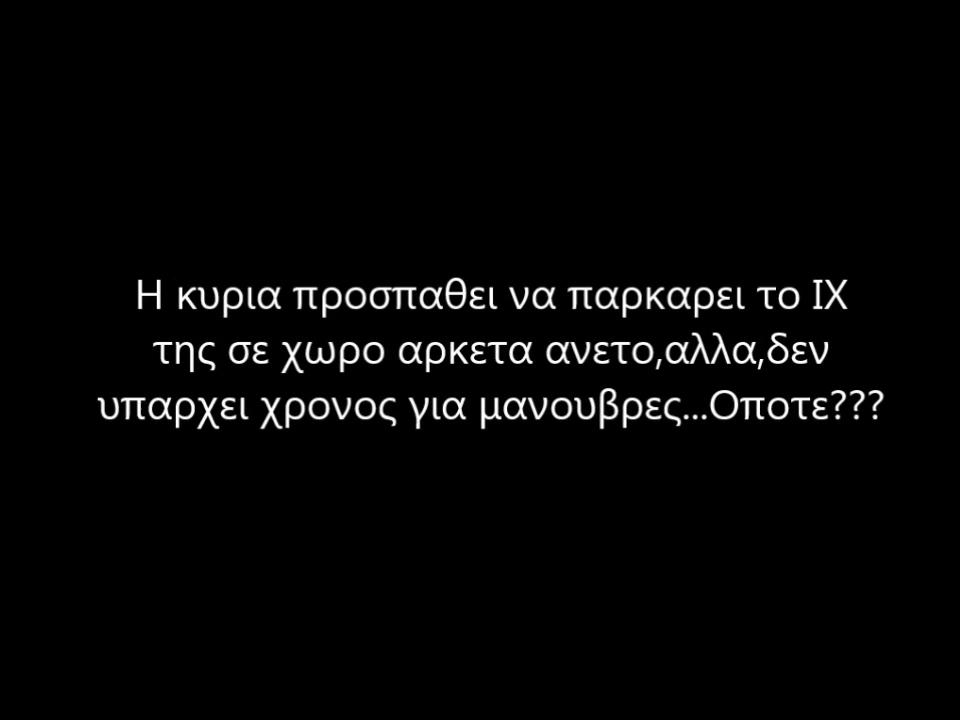 Η κυρια προσπαθει να παρκαρει το ΙΧ
της σε χωρο αρκετα ανετο,αλλα,δεν
υπαρχει χρονος για μανουβρες...Οποτε???